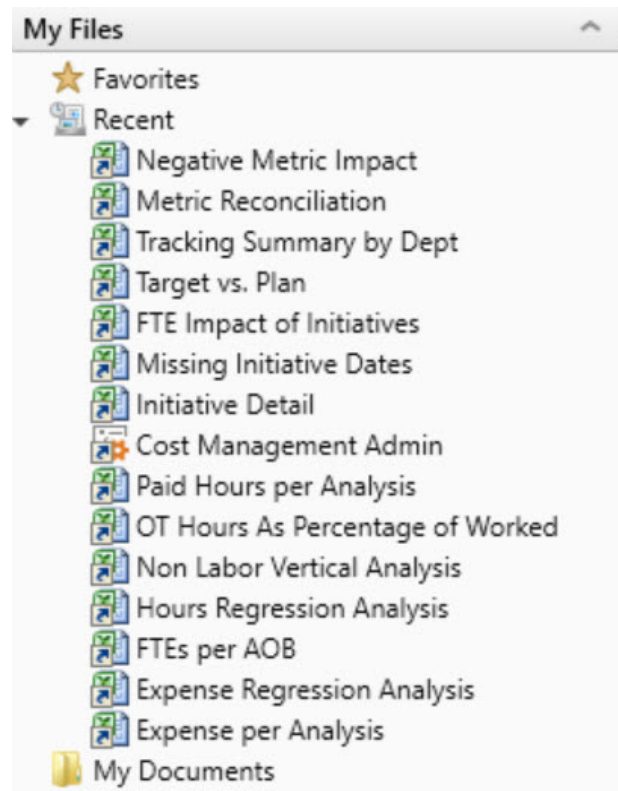 My Files
Favorites
Recent
Negative Metric Impact
Metric Reconciliation
Tracking Summary by Dept
Target vs. Plan
FTE Impact of Initiatives
Missing Initiative Dates
Initiative Detail
Cost Management Admin
Paid Hours per Analysis
OT Hours As Percentage of Worked
Non Labor Vertical Analysis
Hours Regression Analysis
FTEs per AOB
Expense Regression Analysis
Expense per Analysis
My Documents